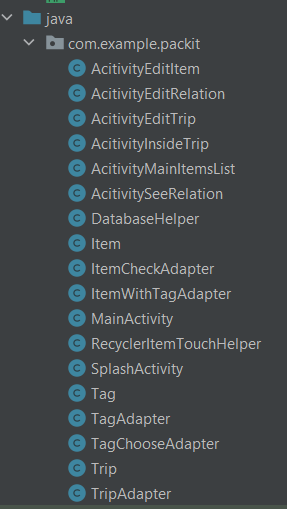 java
com.example.packit
AcitivityEditItem
AcitivityEditRelation
AcitivityEditTrip
AcitivityInsideTrip
AcitivityMainItemsList
AcitivitySeeRelation
DatabaseHelper
Item
ItemCheckAdapter
ItemWithTagAdapter
MainActivity
RecyclerItemTouchHelper
SplashActivity
Tag
TagAdapter
TagChooseAdapter
Trip
TripAdapter